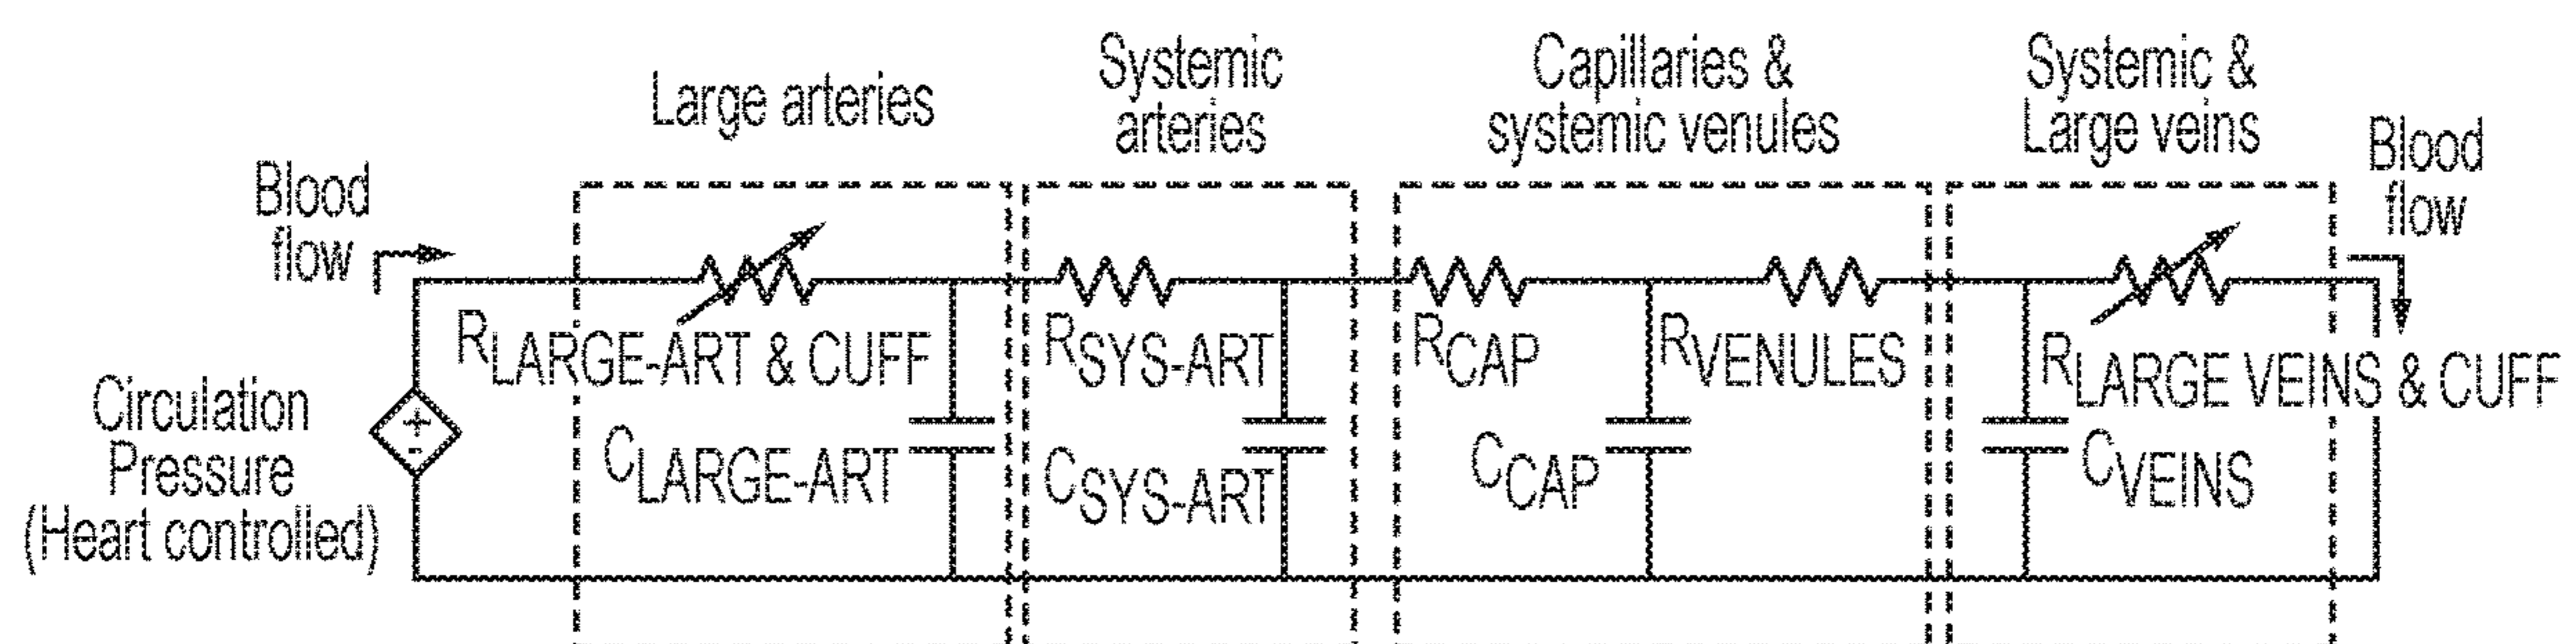 Large arteries
Systemic
arteries
Capillaries &
systemic venules
Systemic &
Large veins
Blood
flow
Blood
flow
RLARGE-ART & CUFF
RSYS-ART
RCAP
RVENULES
RLARGE VEINS & CUFF
Circulation
Pressure
(Heart controlled)
+
-
CLARGE-ART
CSYS-ART
CCAP
CVEINS